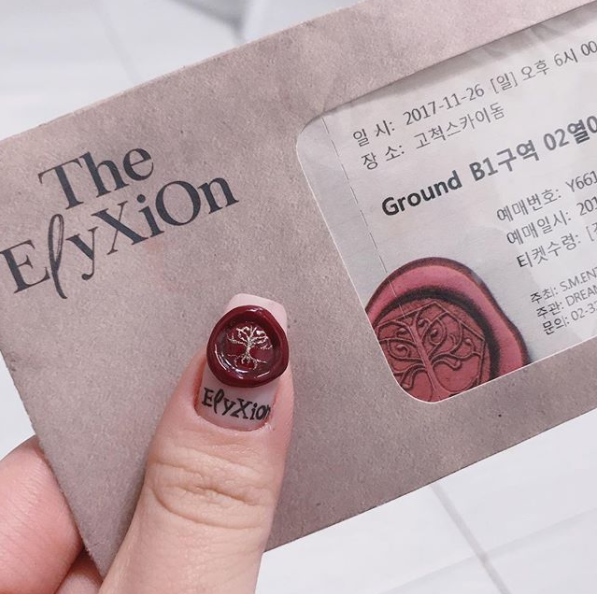 The
ElyXiOn
일 시: 2017-11-26 [일] 오후 6시 00
장 소: 고척스카이돔
Ground B1구역 02열0
예매번호: Y661
예매일시: 201
티켓수령: [
주최: S.M.ENT
주관: DREAM
문의: 02-3
ElyXion